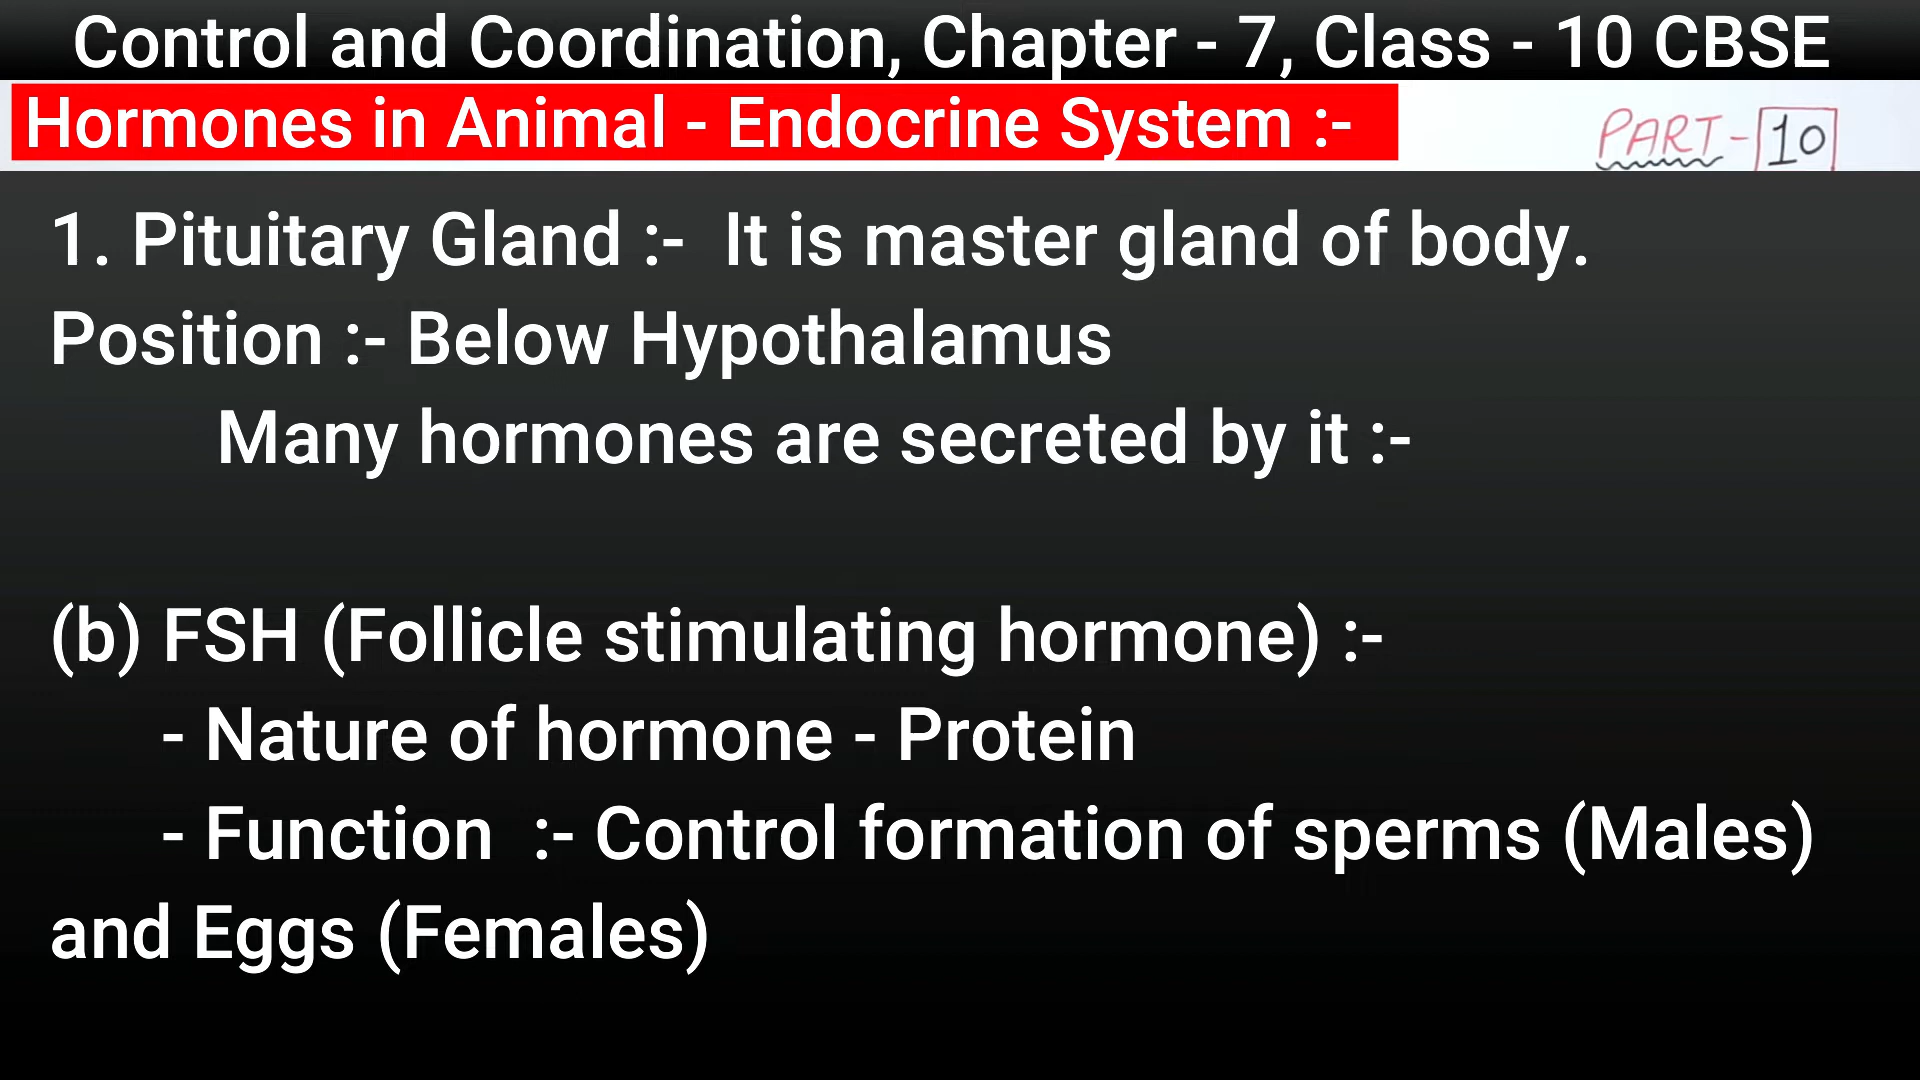 Control and Coordination, Chapter - 7, Class - 10 CBSE
Hormones in Animal - Endocrine System :-
PART-10
1. Pituitary Gland :- It is master gland of body.
Position :- Below Hypothalamus
Many hormones are secreted by it :-
(b) FSH (Follicle stimulating hormone) :-
- Nature of hormone - Protein
- Function :- Control formation of sperms (Males)
and Eggs (Females)